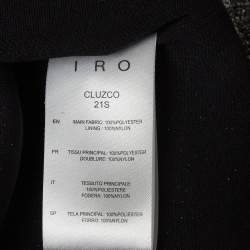 IRO
CLUZCO
21S
EN
MAIN FABRIC: 100%POLYESTER
LINING: 100%NYLON
FR
TISSU PRINCIPAL: 100%POLYESTER
DOUBLURE: 100%NYLON
IT
TESSUTO PRINCIPALE:
100%POLIESTERE
FODERA: 100%NYLON
SP
TELA PRINCIPAL: 100%POLIESTER
FORRO: 100%NYLON